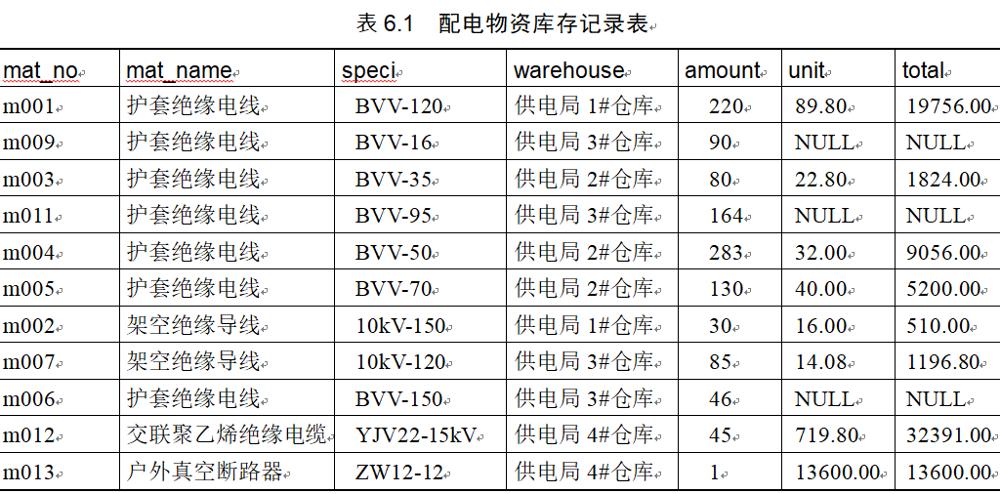 表 6.1 配电物资库存记录表
mat_no mat_name speci warehouse amount unit total
m001 护套绝缘电线 BVV-120 供电局 1#仓库 220 89.80 19756.00
m009 护套绝缘电线 BVV-16 供电局 3#仓库 90 NULL NULL
m003 护套绝缘电线 BVV-35 供电局 2#仓库 80 22.80 1824.00
m011 护套绝缘电线 BVV-95 供电局 3#仓库 164 NULL NULL
m004 护套绝缘电线 BVV-50 供电局 2#仓库 283 32.00 9056.00
m005 护套绝缘电线 BVV-70 供电局 2#仓库 130 40.00 5200.00
m002 架空绝缘导线 10kV-150 供电局 1#仓库 30 16.00 510.00
m007 架空绝缘导线 10kV-120 供电局 3#仓库 85 14.08 1196.80
m006 护套绝缘电线 BVV-150 供电局 3#仓库 46 NULL NULL
m012 交联聚乙烯绝缘电缆 YJV22-15kV 供电局 4#仓库 45 719.80 32391.00
m013 户外真空断路器 ZW12-12 供电局 4#仓库 1 13600.00 13600.00